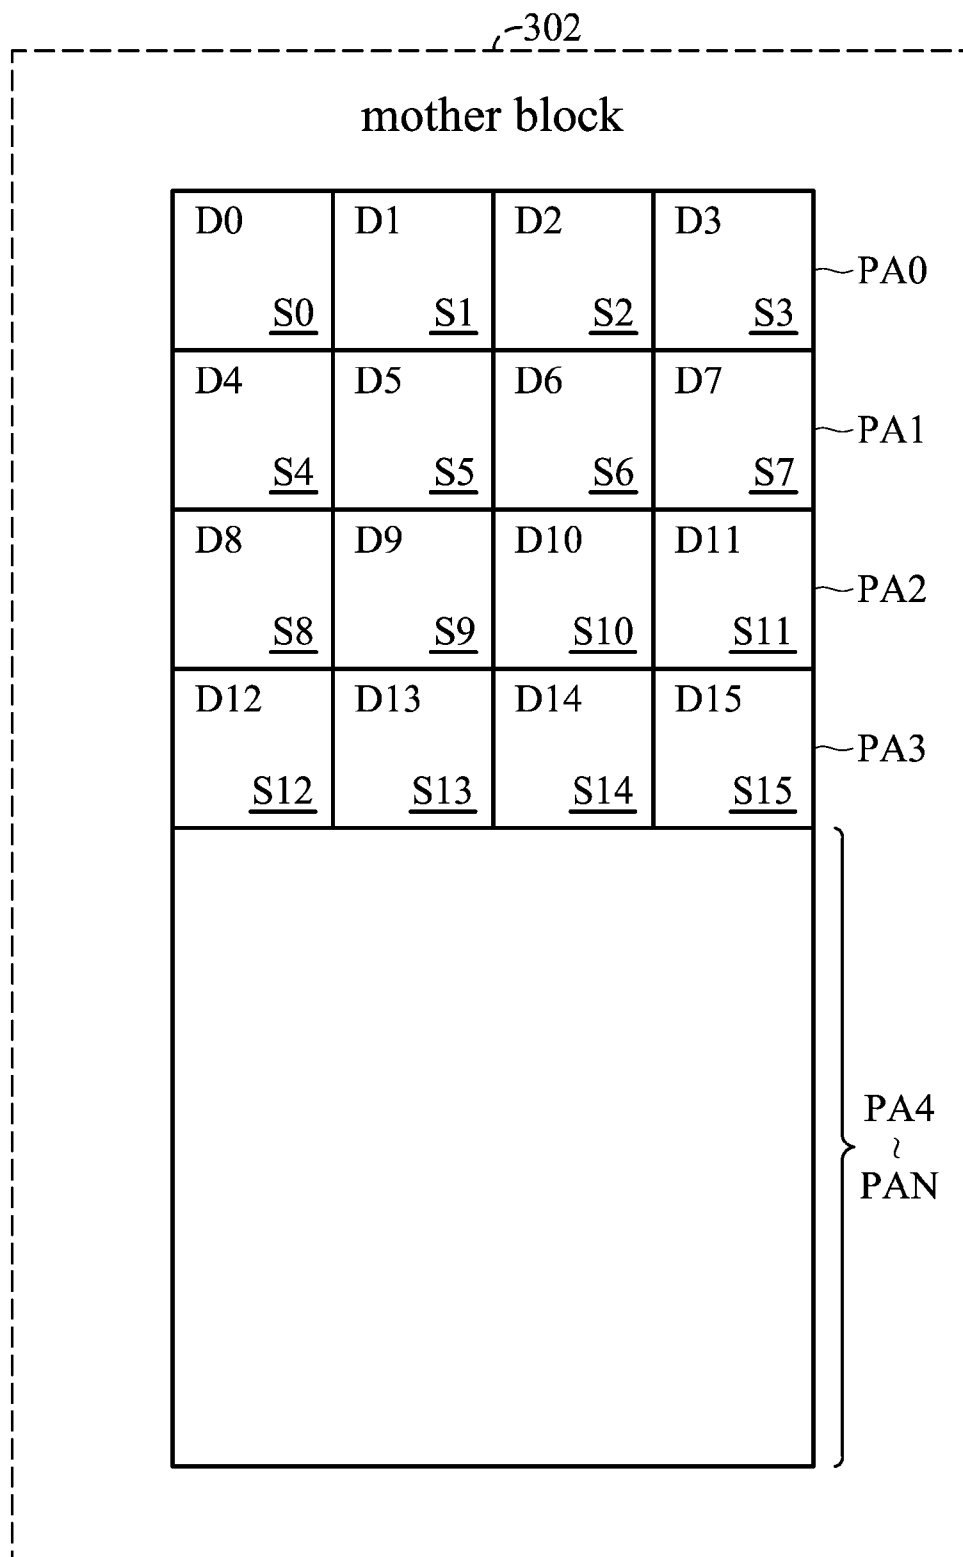 302
mother block
D0 D1 D2 D3
PA0
S0 S1 S2 S3
D4 D5 D6 D7
PA1
S4 S5 S6 S7
D8 D9 D10 D11
PA2
S8 S9 S10 S11
D12 D13 D14 D15
PA3
S12 S13 S14 S15
PA4
~
PAN